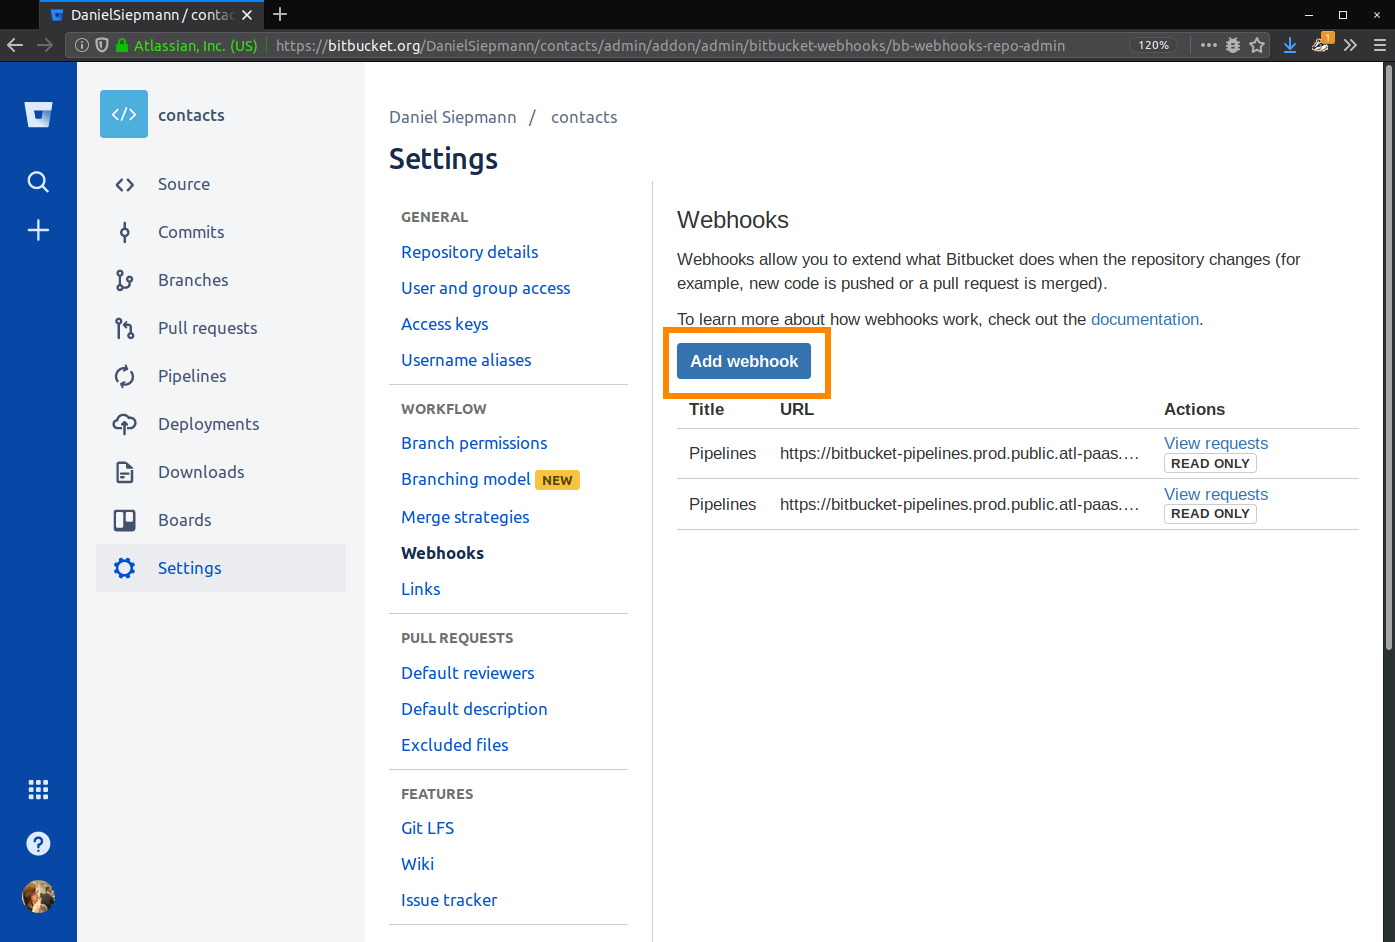 DanielSiepmann / contac
Atlassian, Inc. (US)
https://bitbucket.org/DanielSiepmann/contacts/admin/addon/admin/bitbucket-webhooks/bb-webhooks-repo-admin
120%
1
</>
contacts
Source
Commits
Branches
Pull requests
Pipelines
Deployments
Downloads
Boards
Settings
?
Daniel Siepmann / contacts
Settings
GENERAL
Repository details
User and group access
Access keys
Username aliases
WORKFLOW
Branch permissions
Branching model NEW
Merge strategies
Webhooks
Links
PULL REQUESTS
Default reviewers
Default description
Excluded files
FEATURES
Git LFS
Wiki
Issue tracker
Webhooks
Webhooks allow you to extend what Bitbucket does when the repository changes (for
example, new code is pushed or a pull request is merged).
To learn more about how webhooks work, check out the documentation.
Add webhook
Title URL Actions
Pipelines https://bitbucket-pipelines.prod.public.atl-paas.… View requests
READ ONLY
Pipelines https://bitbucket-pipelines.prod.public.atl-paas.… View requests
READ ONLY